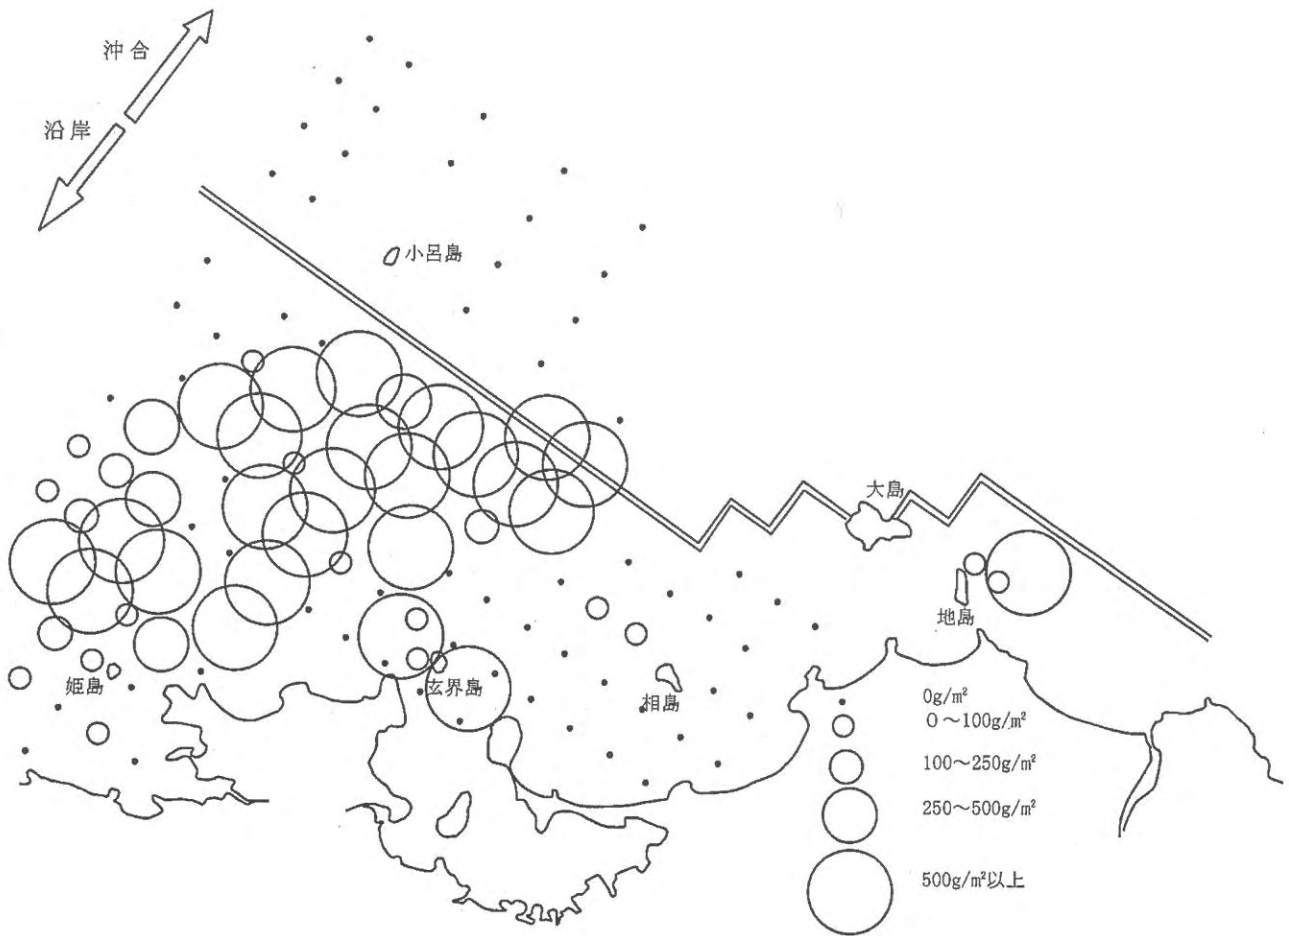 沖合
沿岸
小呂島
大島
地島
姫島
玄界島
相島
0g/m²
0～100g/m²
100～250g/m²
250～500g/m²
500g/m²以上